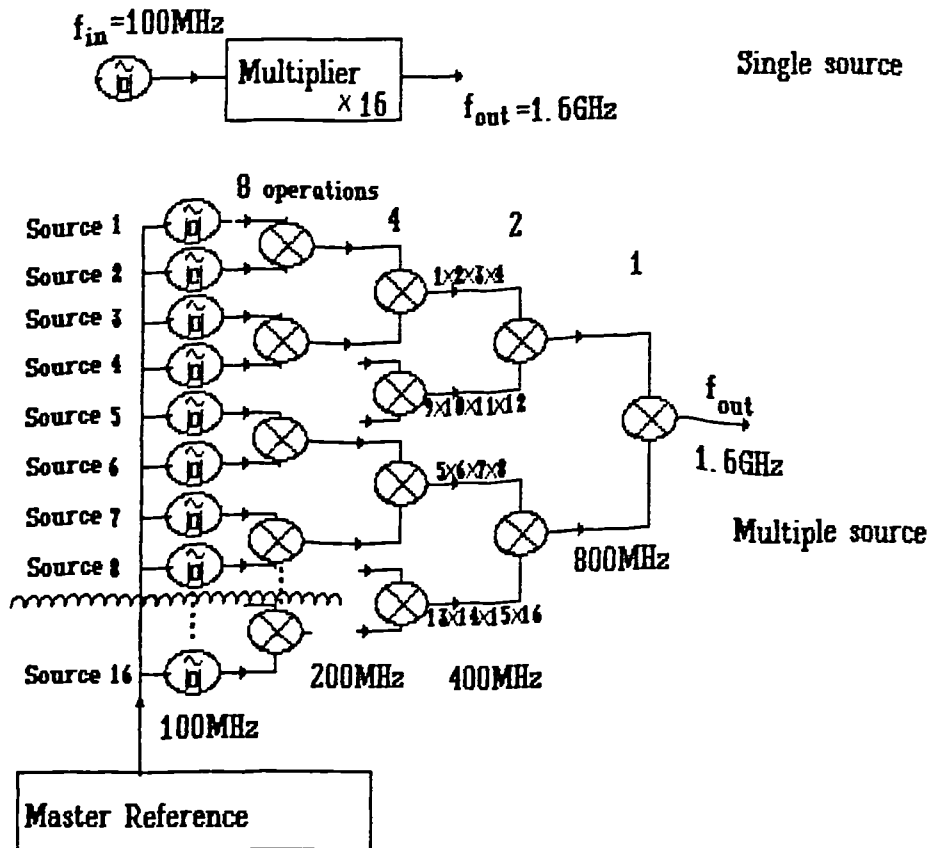 f_in=100MHz
Multiplier
× 16
f_out=1.6GHz
Single source
8 operations
4
2
1
Source 1
Source 2
Source 3
Source 4
Source 5
Source 6
Source 7
Source 8
Source 16
1×2×3×4
9×10×11×12
5×6×7×8
13×14×15×16
f_out
1.6GHz
Multiple source
800MHz
200MHz
400MHz
100MHz
Master Reference